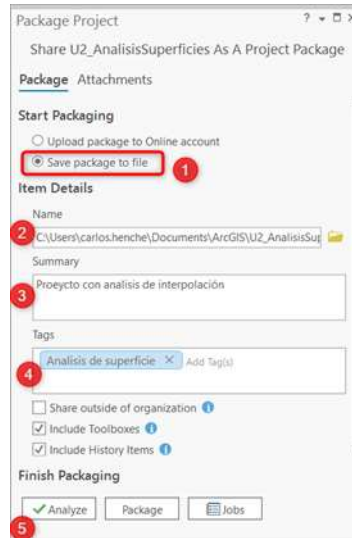 Package Project
Share U2_AnalisisSuperficies As A Project Package
Package Attachments
Start Packaging
Upload package to Online account
Save package to file
1
Item Details
Name
2
C:\Users\carlos.henche\Documents\ArcGIS\U2_AnalisisSup
Summary
3
Proeycto con analisis de interpolación
Tags
4
Analisis de superficie × Add Tag(s)
Share outside of organization
Include Toolboxes
Include History Items
Finish Packaging
Analyze Package Jobs
5